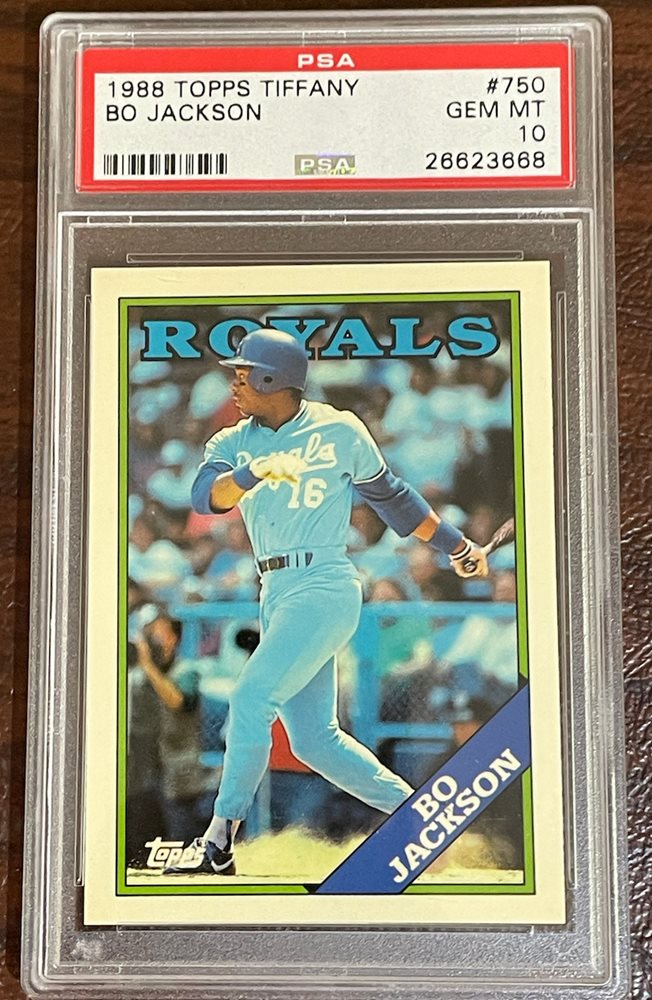 PSA
1988 TOPPS TIFFANY #750
BO JACKSON GEM MT
10
PSA 26623668
ROYALS
Royals
16
BO
JACKSON
Topps